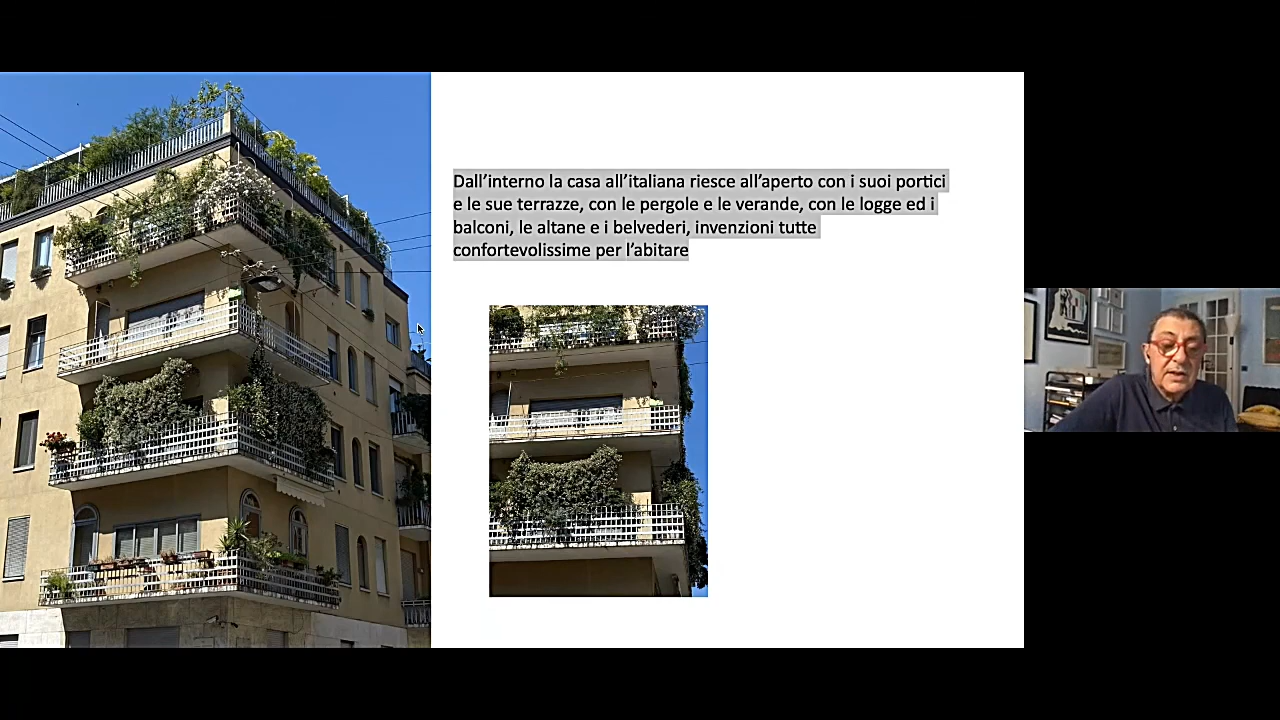 Dall’interno la casa all’italiana riesce all’aperto con i suoi portici
e le sue terrazze, con le pergole e le verande, con le logge ed i
balconi, le altane e i belvederi, invenzioni tutte
confortevolissime per l’abitare